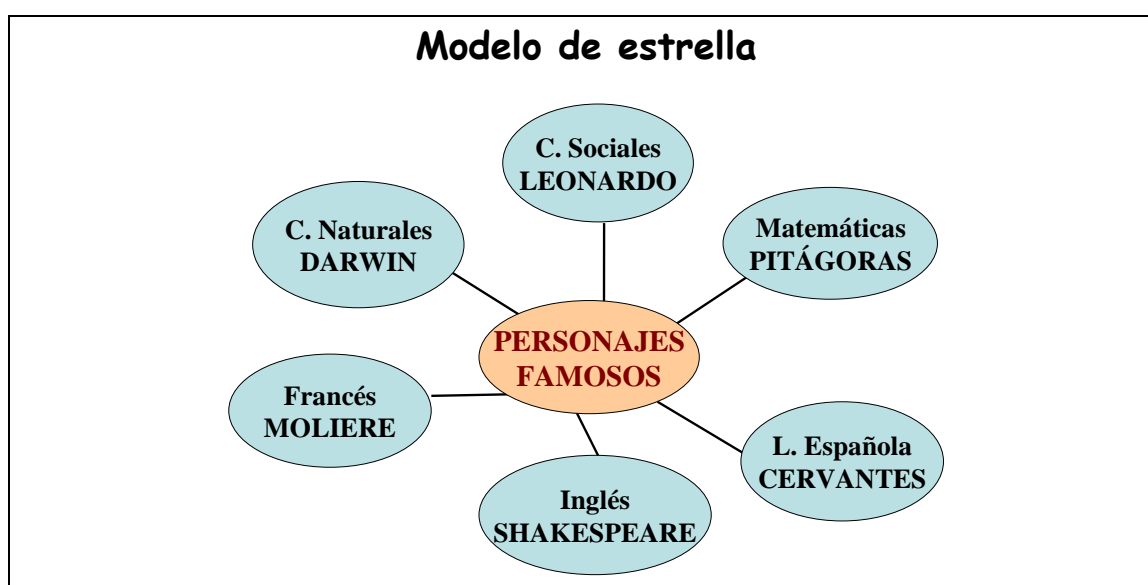 Modelo de estrella
C. Sociales
LEONARDO
C. Naturales
DARWIN
Matemáticas
PITÁGORAS
PERSONAJES
FAMOSOS
Francés
MOLIERE
L. Española
CERVANTES
Inglés
SHAKESPEARE